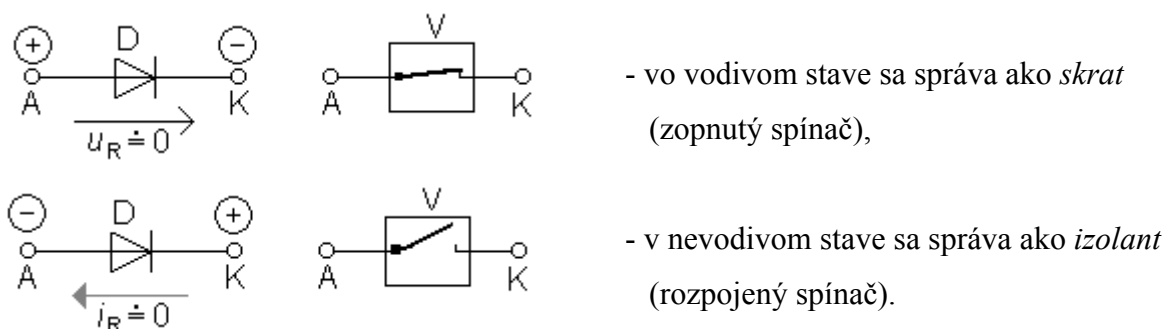 + D − V
A K A K
u_R ≐ 0
- vo vodivom stave sa správa ako skrat
(zopnutý spínač),
− D + V
A K A K
i_R ≐ 0
- v nevodivom stave sa správa ako izolant
(rozpojený spínač).